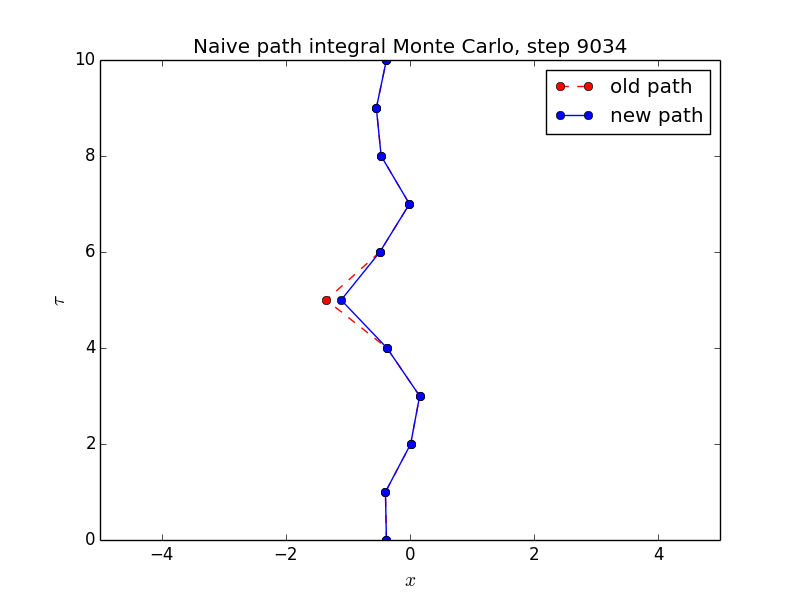 Naive path integral Monte Carlo, step 9034
old path
new path
10
8
6
4
2
0
τ
−4 −2 0 2 4
x